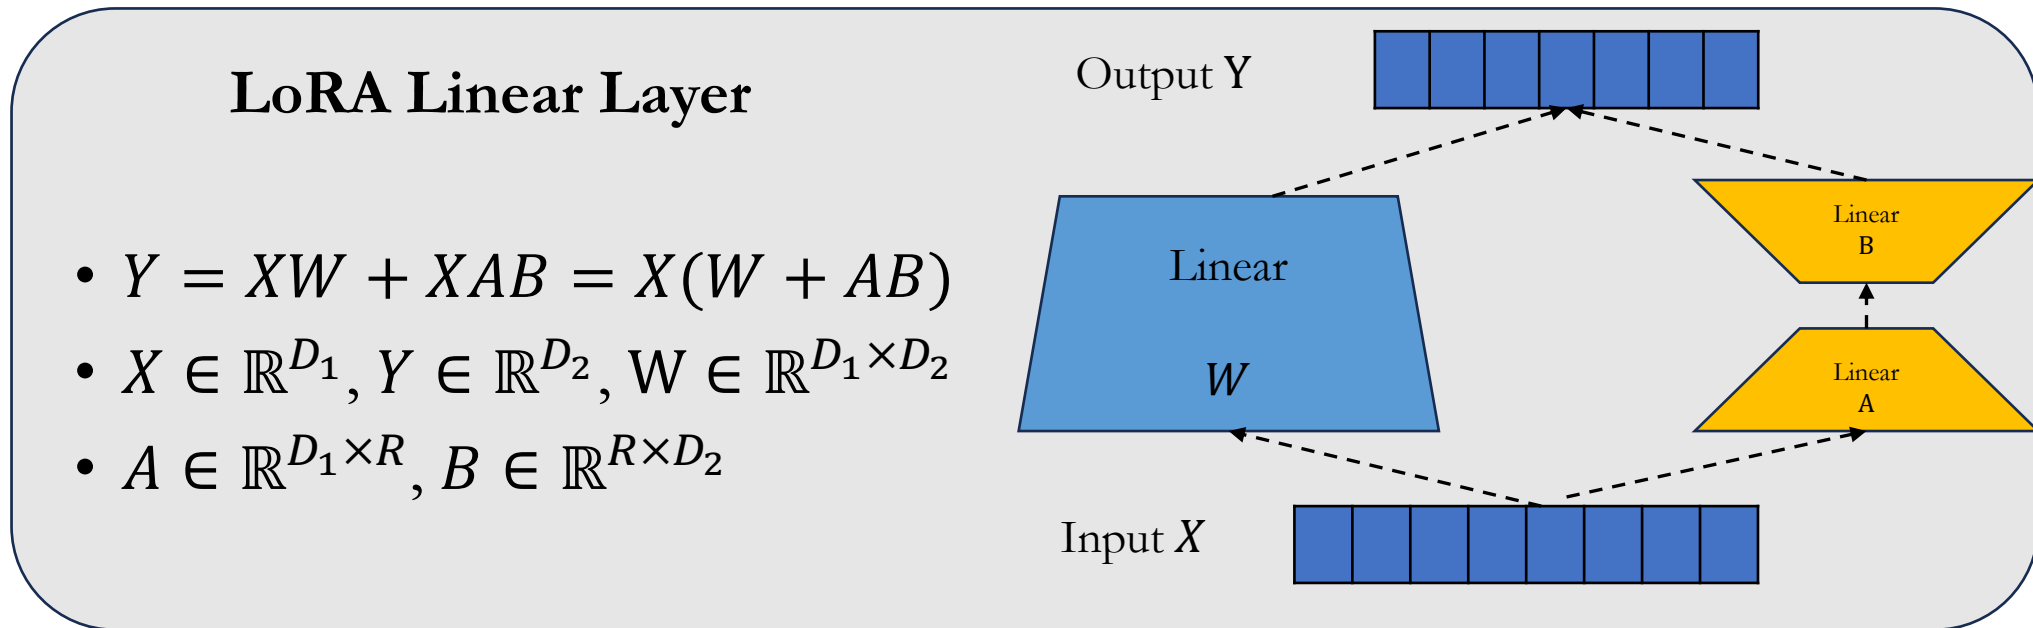 LoRA Linear Layer
• Y = XW + XAB = X(W + AB)
• X ∈ ℝ^{D₁}, Y ∈ ℝ^{D₂}, W ∈ ℝ^{D₁×D₂}
• A ∈ ℝ^{D₁×R}, B ∈ ℝ^{R×D₂}
Output Y
Linear
W
Linear
B
Linear
A
Input X